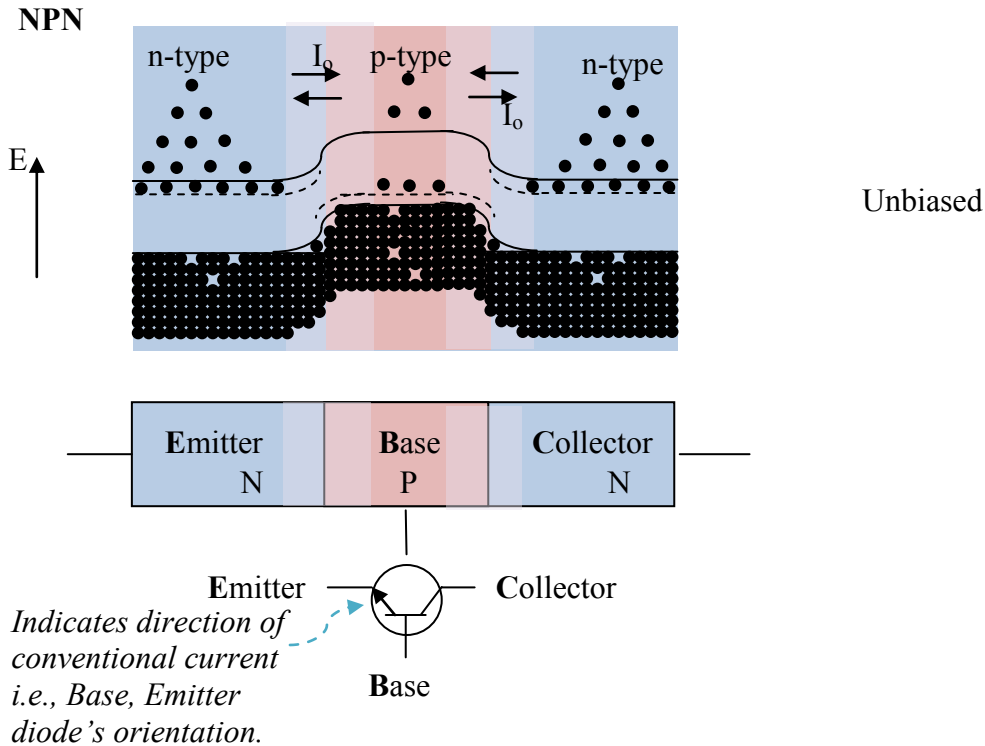 NPN
n-type
Io
p-type
n-type
Io
E
Unbiased
Emitter
N
Base
P
Collector
N
Emitter
Collector
Indicates direction of
conventional current
i.e., Base, Emitter
diode’s orientation.
Base